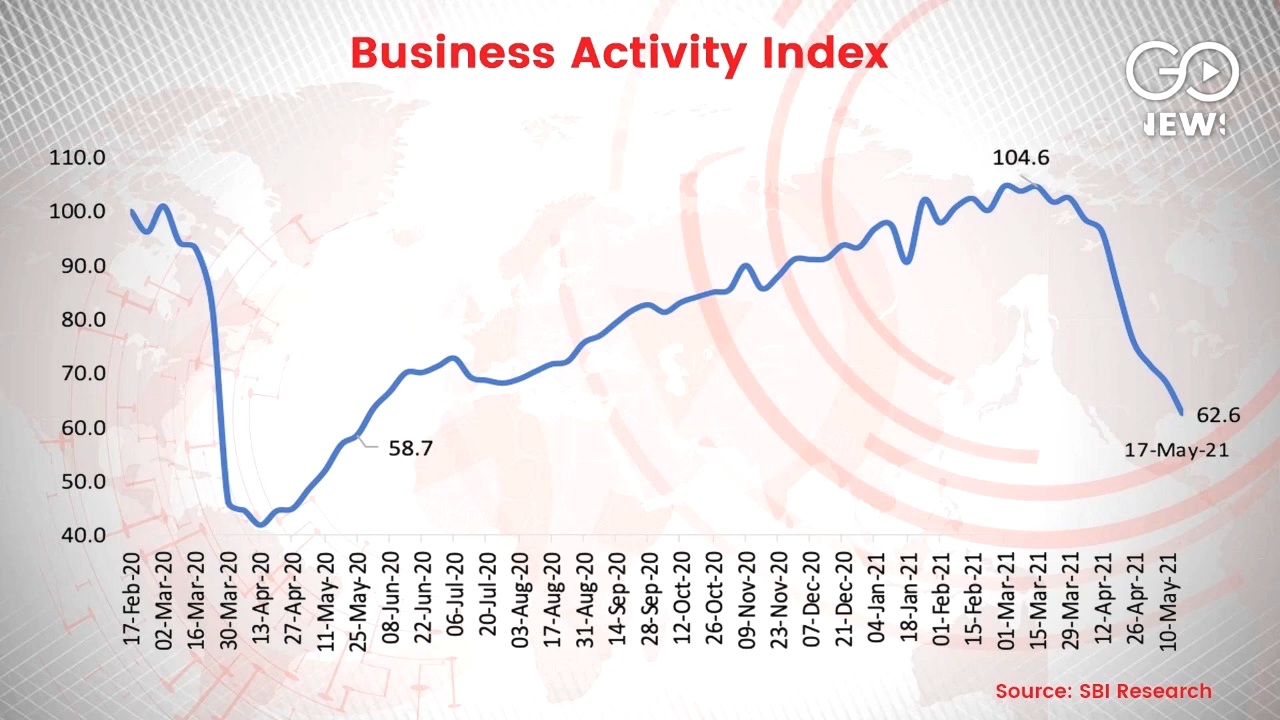 Business Activity Index
GO
NEWS
110.0
100.0
90.0
80.0
70.0
60.0
50.0
40.0
104.6
58.7
62.6
17-May-21
17-Feb-20
02-Mar-20
16-Mar-20
30-Mar-20
13-Apr-20
27-Apr-20
11-May-20
25-May-20
08-Jun-20
22-Jun-20
06-Jul-20
20-Jul-20
03-Aug-20
17-Aug-20
31-Aug-20
14-Sep-20
28-Sep-20
12-Oct-20
26-Oct-20
09-Nov-20
23-Nov-20
07-Dec-20
21-Dec-20
04-Jan-21
18-Jan-21
01-Feb-21
15-Feb-21
01-Mar-21
15-Mar-21
29-Mar-21
12-Apr-21
26-Apr-21
10-May-21
Source: SBI Research